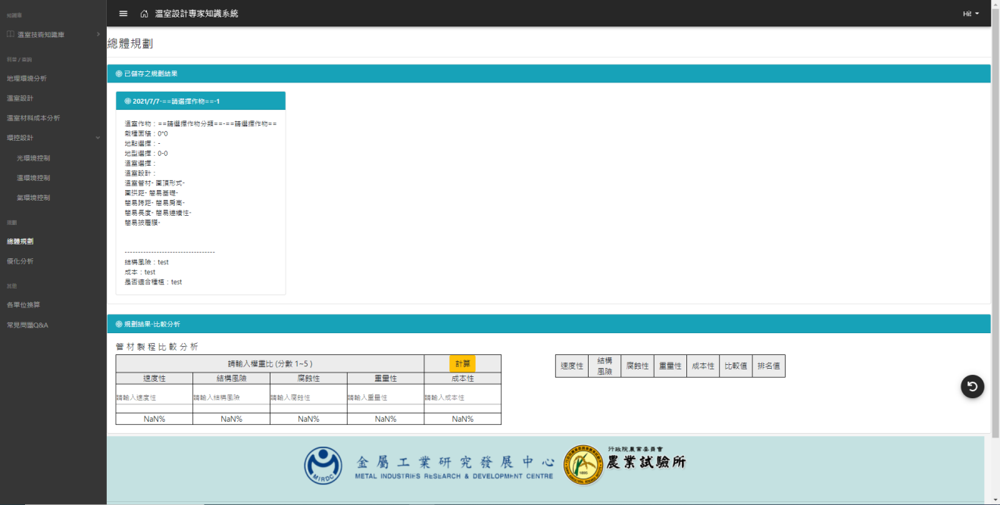 溫室設計專家知識系統
Hi!
知識庫
溫室技術知識庫
地理環境分析
溫室設計
溫室材料成本分析
環控設計
光環境控制
溫環境控制
氣環境控制
規劃
總體規劃
優化分析
各單位換算
常見問題Q&A
總體規劃
已儲存之規劃結果
2021/7/7-==請選擇作物==-1
溫室作物：==請選擇作物分類==-==請選擇作物==
栽種面積：0*0
地點選擇：-
地型選擇：0-0
溫室選擇：
溫室設計：
溫室管材- 圓頂形式-
圓拱距- 簡易基礎-
簡易跨距- 簡易肩高-
簡易長度- 簡易連續性-
簡易披覆膜-
----------------------------------
結構風險：test
成本：test
是否適合種植：test
規劃結果-比較分析
管材製程比較分析
請輸入權重比 (分數 1~5 ) 計算
速度性 結構風險 腐蝕性 重量性 成本性
請輸入速度性 請輸入結構風險 請輸入腐蝕性 請輸入重量性 請輸入成本性
NaN% NaN% NaN% NaN% NaN%
速度性 結構風險 腐蝕性 重量性 成本性 比較值 排名值
MIRDC
金屬工業研究發展中心
METAL INDUSTRIES RESEARCH & DEVELOPMENT CENTRE
行政院農業委員會
農業試驗所